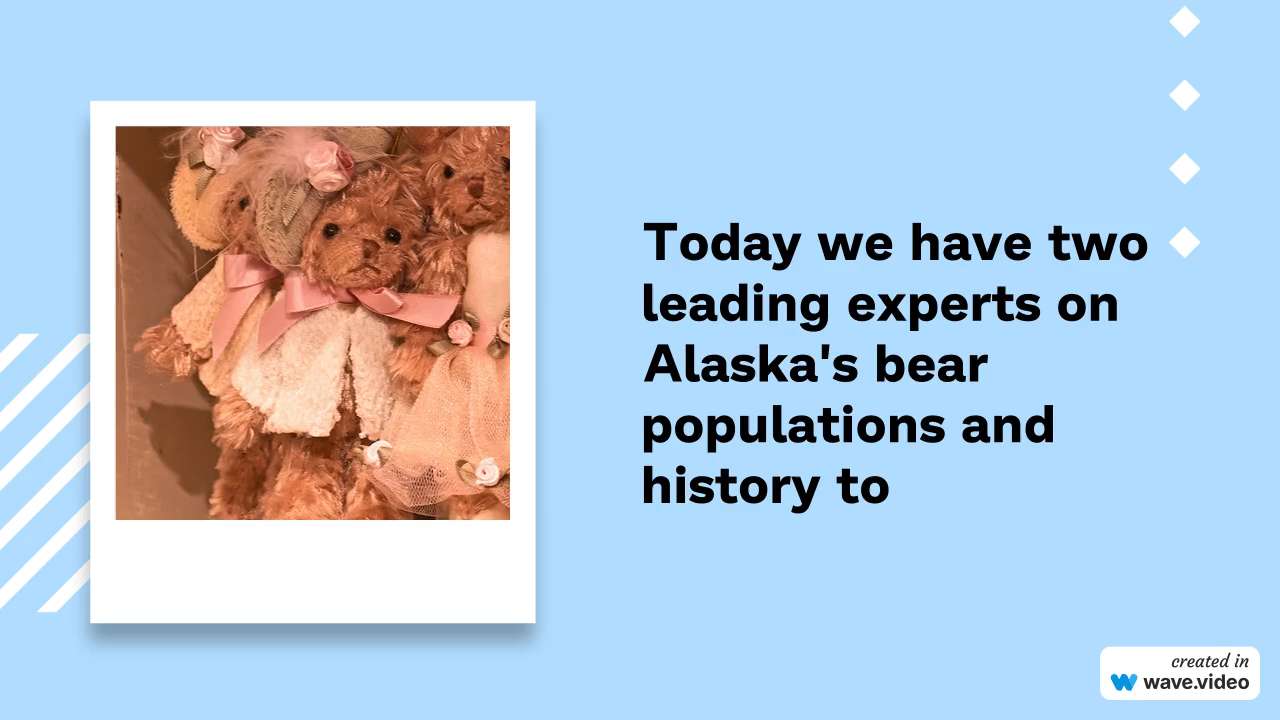 Today we have two
leading experts on
Alaska's bear
populations and
history to
created in
wave.video